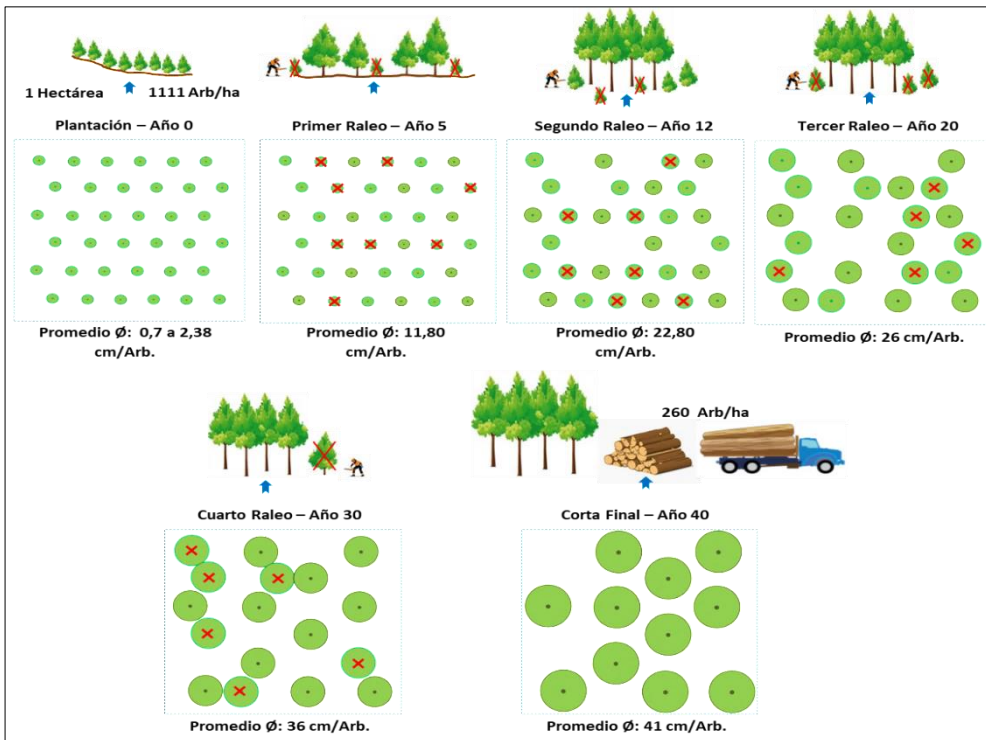 1 Hectárea 1111 Arb/ha
Plantación – Año 0
Primer Raleo – Año 5
Segundo Raleo – Año 12
Tercer Raleo – Año 20
Promedio Ø: 0,7 a 2,38
cm/Arb.
Promedio Ø: 11,80
cm/Arb.
Promedio Ø: 22,80
cm/Arb.
Promedio Ø: 26 cm/Arb.
260 Arb/ha
Cuarto Raleo – Año 30
Corta Final – Año 40
Promedio Ø: 36 cm/Arb.
Promedio Ø: 41 cm/Arb.